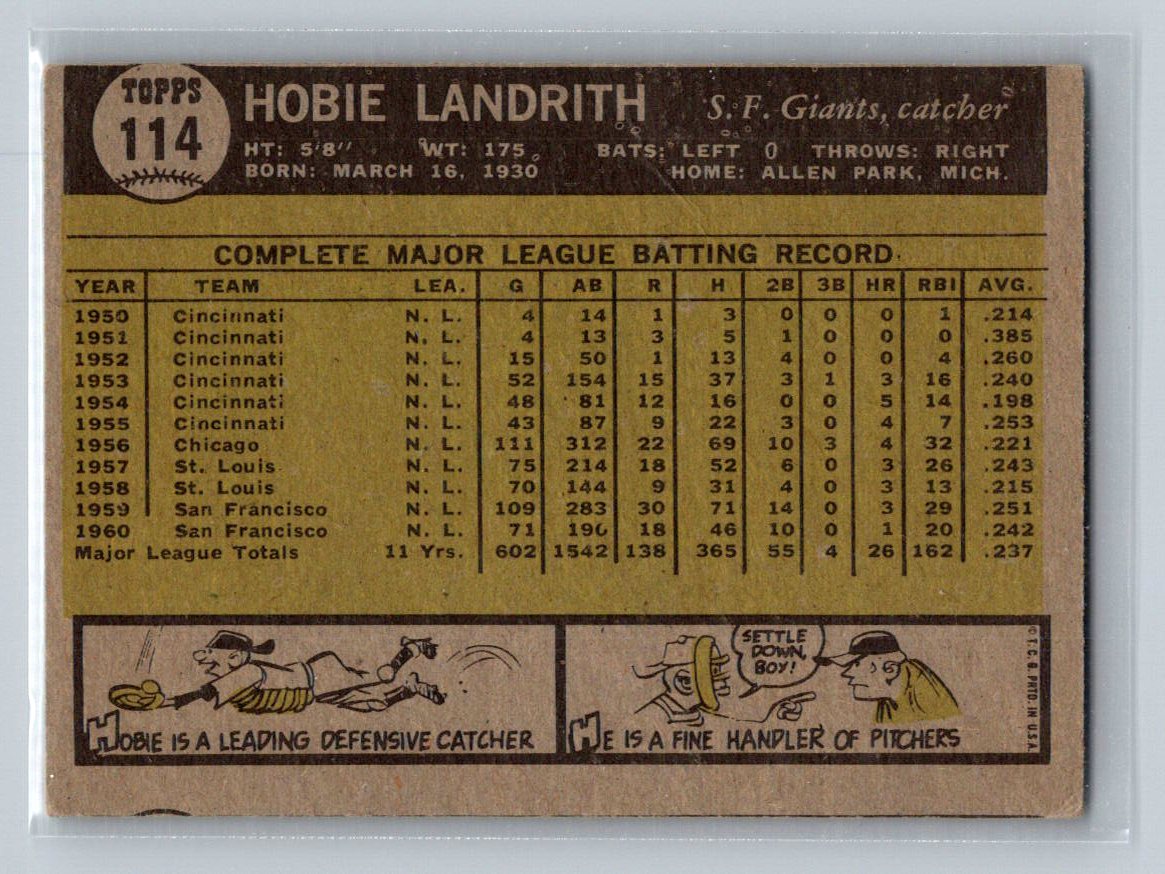 TOPPS
114
HOBIE LANDRITH
S. F. Giants, catcher
HT: 5'8" WT: 175 BATS: LEFT THROWS: RIGHT
BORN: MARCH 16, 1930 HOME: ALLEN PARK, MICH.
COMPLETE MAJOR LEAGUE BATTING RECORD
YEAR TEAM LEA. G AB R H 2B 3B HR RBI AVG.
1950 Cincinnati N. L. 4 14 1 3 0 0 0 1 .214
1951 Cincinnati N. L. 4 13 3 5 1 0 0 0 .385
1952 Cincinnati N. L. 15 50 1 13 4 0 0 4 .260
1953 Cincinnati N. L. 52 154 15 37 3 1 3 16 .240
1954 Cincinnati N. L. 48 81 12 16 0 0 5 14 .198
1955 Cincinnati N. L. 43 87 9 22 3 0 4 7 .253
1956 Chicago N. L. 111 312 22 69 10 3 4 32 .221
1957 St. Louis N. L. 75 214 18 52 6 0 3 26 .243
1958 St. Louis N. L. 70 144 9 31 4 0 3 13 .215
1959 San Francisco N. L. 109 283 30 71 14 0 3 29 .251
1960 San Francisco N. L. 71 190 18 46 10 0 1 20 .242
Major League Totals 11 Yrs. 602 1542 138 365 55 4 26 162 .237
SETTLE
DOWN,
BOY!
HOBIE IS A LEADING DEFENSIVE CATCHER
HE IS A FINE HANDLER OF PITCHERS
© T. C. G. PRTD. IN U.S.A.